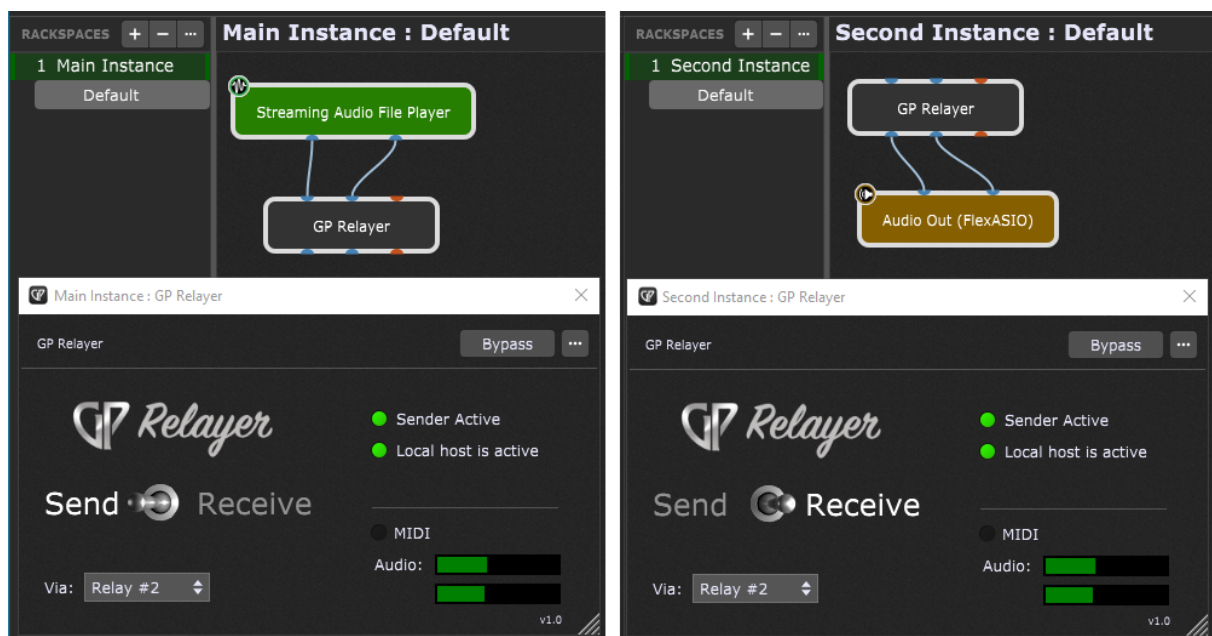 RACKSPACES + − ···
Main Instance : Default
1 Main Instance
Default
Streaming Audio File Player
GP Relayer
Main Instance : GP Relayer
GP Relayer
Bypass ···
GP Relayer
Sender Active
Local host is active
Send Receive
MIDI
Audio:
Via: Relay #2
v1.0
RACKSPACES + − ···
Second Instance : Default
1 Second Instance
Default
GP Relayer
Audio Out (FlexASIO)
Second Instance : GP Relayer
GP Relayer
Bypass ···
GP Relayer
Sender Active
Local host is active
Send Receive
MIDI
Audio:
Via: Relay #2
v1.0